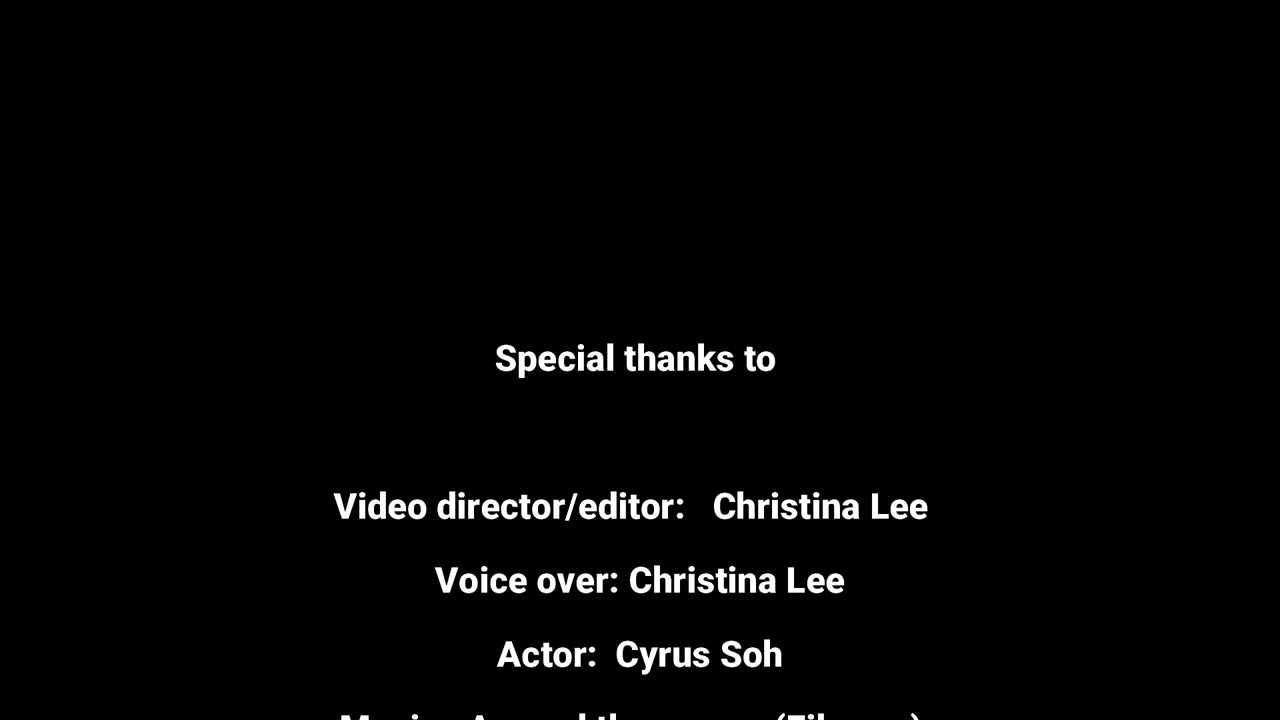 Special thanks to
Video director/editor: Christina Lee
Voice over: Christina Lee
Actor: Cyrus Soh